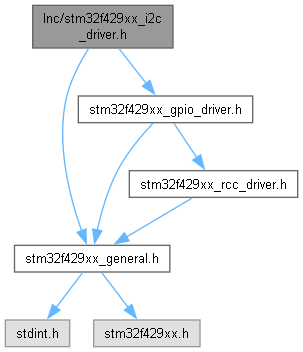 Inc/stm32f429xx_i2c
_driver.h
stm32f429xx_gpio_driver.h
stm32f429xx_rcc_driver.h
stm32f429xx_general.h
stdint.h
stm32f429xx.h